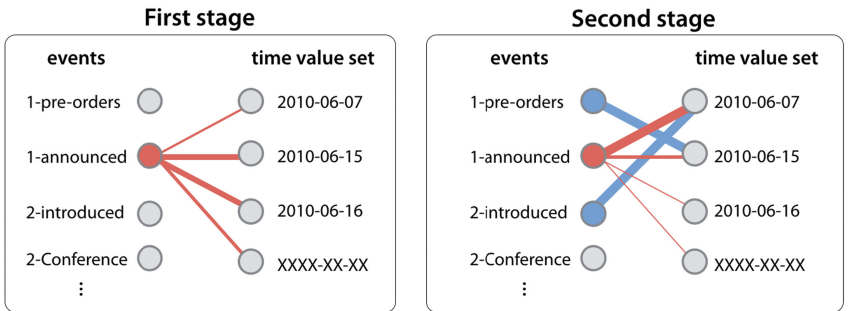 First stage
events time value set
1-pre-orders 2010-06-07
1-announced 2010-06-15
2-introduced 2010-06-16
2-Conference XXXX-XX-XX
⋮
Second stage
events time value set
1-pre-orders 2010-06-07
1-announced 2010-06-15
2-introduced 2010-06-16
2-Conference XXXX-XX-XX
⋮